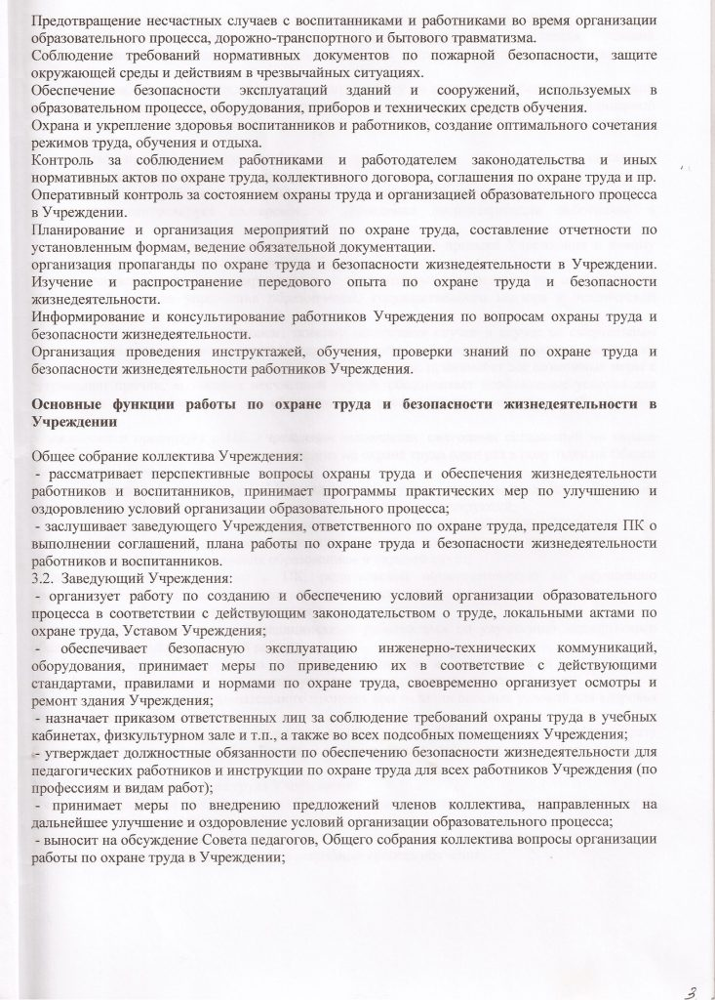 Предотвращение несчастных случаев с воспитанниками и работниками во время организации
образовательного процесса, дорожно-транспортного и бытового травматизма.
Соблюдение требований нормативных документов по пожарной безопасности, защите
окружающей среды и действиям в чрезвычайных ситуациях.
Обеспечение безопасности эксплуатаций зданий и сооружений, используемых в
образовательном процессе, оборудования, приборов и технических средств обучения.
Охрана и укрепление здоровья воспитанников и работников, создание оптимального сочетания
режимов труда, обучения и отдыха.
Контроль за соблюдением работниками и работодателем законодательства и иных
нормативных актов по охране труда, коллективного договора, соглашения по охране труда и пр.
Оперативный контроль за состоянием охраны труда и организацией образовательного процесса
в Учреждении.
Планирование и организация мероприятий по охране труда, составление отчетности по
установленным формам, ведение обязательной документации.
организация пропаганды по охране труда и безопасности жизнедеятельности в Учреждении.
Изучение и распространение передового опыта по охране труда и безопасности
жизнедеятельности.
Информирование и консультирование работников Учреждения по вопросам охраны труда и
безопасности жизнедеятельности.
Организация проведения инструктажей, обучения, проверки знаний по охране труда и
безопасности жизнедеятельности работников Учреждения.
Основные функции работы по охране труда и безопасности жизнедеятельности в
Учреждении
Общее собрание коллектива Учреждения:
- рассматривает перспективные вопросы охраны труда и обеспечения жизнедеятельности
работников и воспитанников, принимает программы практических мер по улучшению и
оздоровлению условий организации образовательного процесса;
- заслушивает заведующего Учреждения, ответственного по охране труда, председателя ПК о
выполнении соглашений, плана работы по охране труда и безопасности жизнедеятельности
работников и воспитанников.
3.2. Заведующий Учреждения:
- организует работу по созданию и обеспечению условий организации образовательного
процесса в соответствии с действующим законодательством о труде, локальными актами по
охране труда, Уставом Учреждения;
- обеспечивает безопасную эксплуатацию инженерно-технических коммуникаций,
оборудования, принимает меры по приведению их в соответствие с действующими
стандартами, правилами и нормами по охране труда, своевременно организует осмотры и
ремонт здания Учреждения;
- назначает приказом ответственных лиц за соблюдение требований охраны труда в учебных
кабинетах, физкультурном зале и т.п., а также во всех подсобных помещениях Учреждения;
- утверждает должностные обязанности по обеспечению безопасности жизнедеятельности для
педагогических работников и инструкции по охране труда для всех работников Учреждения (по
профессиям и видам работ);
- принимает меры по внедрению предложений членов коллектива, направленных на
дальнейшее улучшение и оздоровление условий организации образовательного процесса;
- выносит на обсуждение Совета педагогов, Общего собрания коллектива вопросы организации
работы по охране труда в Учреждении;
3